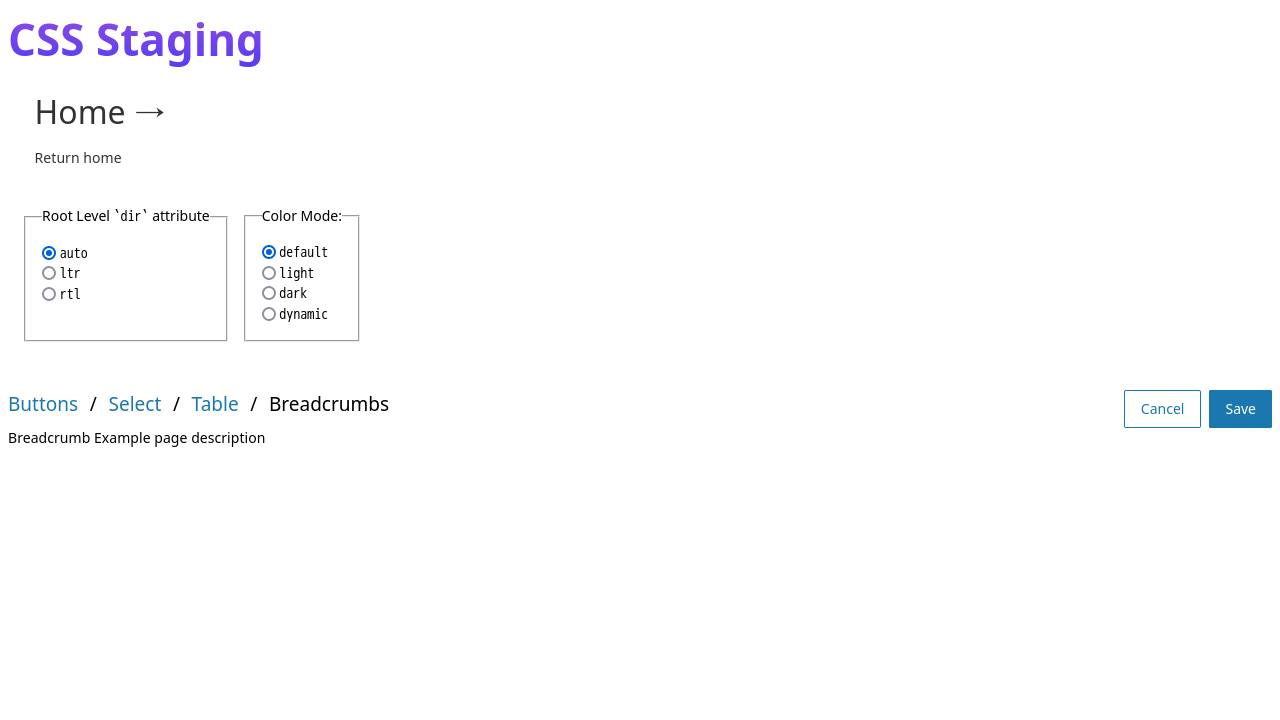 CSS Staging
Home →
Return home
Root Level `dir` attribute
auto
ltr
rtl
Color Mode:
default
light
dark
dynamic
Buttons / Select / Table / Breadcrumbs
Cancel
Save
Breadcrumb Example page description